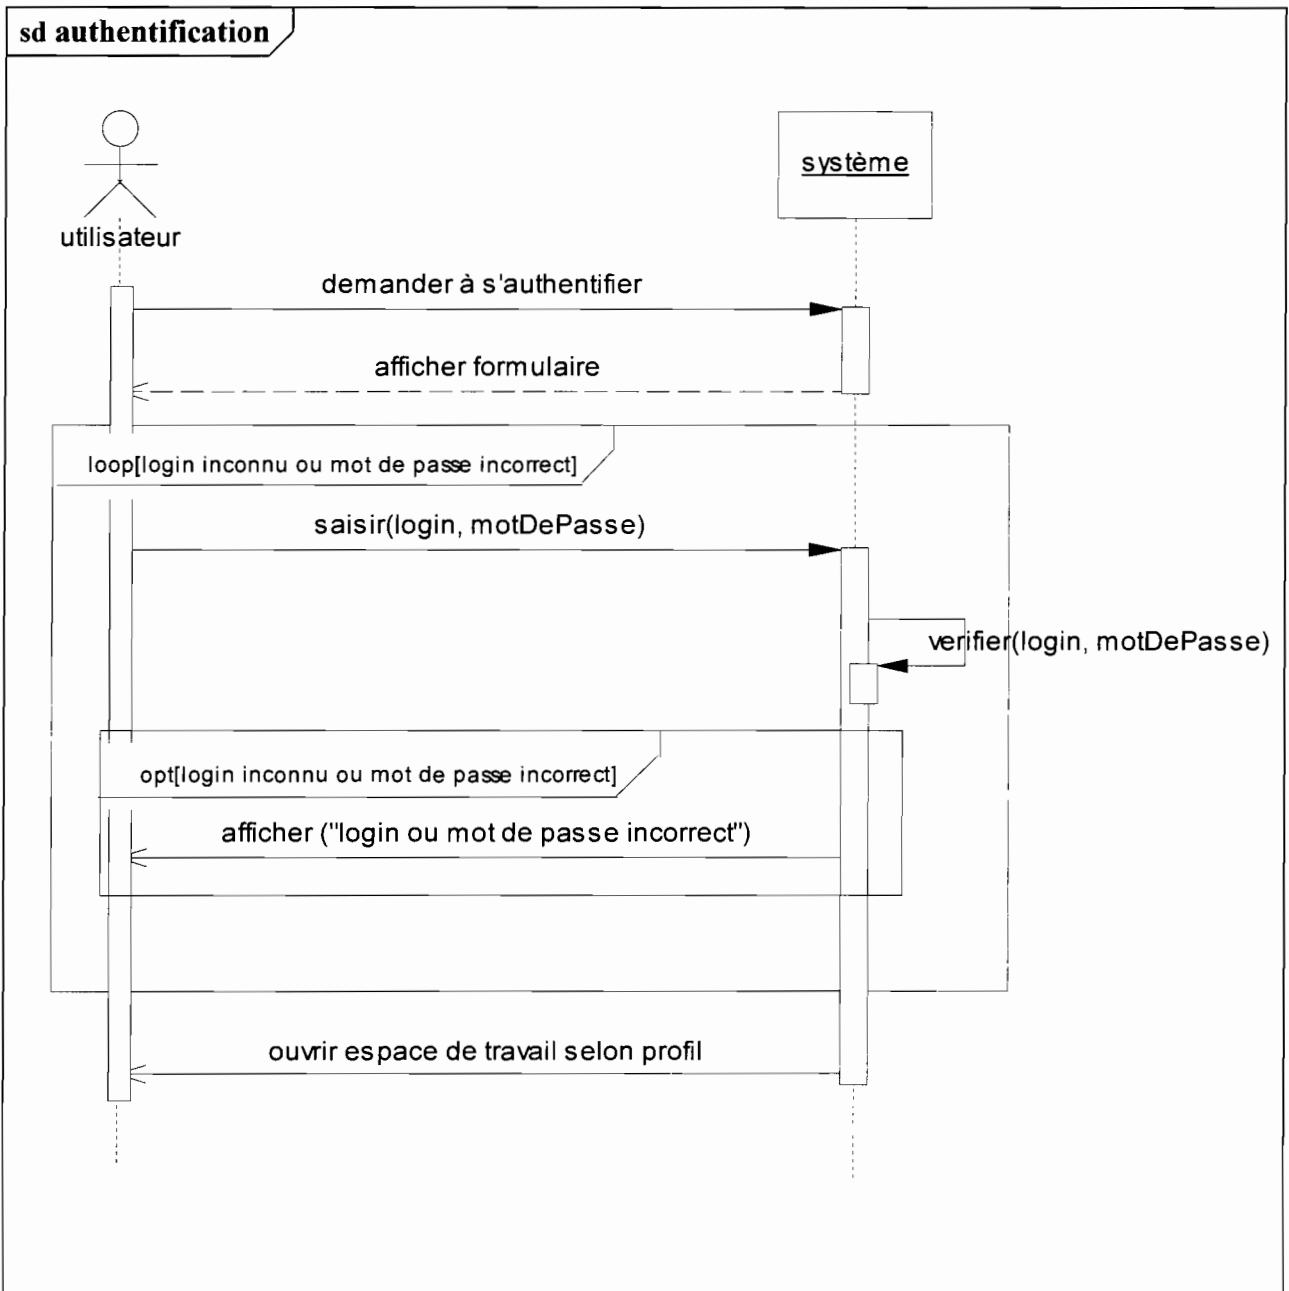 sd authentification
système
utilisateur
demander à s'authentifier
afficher formulaire
loop[login inconnu ou mot de passe incorrect]
saisir(login, motDePasse)
verifier(login, motDePasse)
opt[login inconnu ou mot de passe incorrect]
afficher ("login ou mot de passe incorrect")
ouvrir espace de travail selon profil